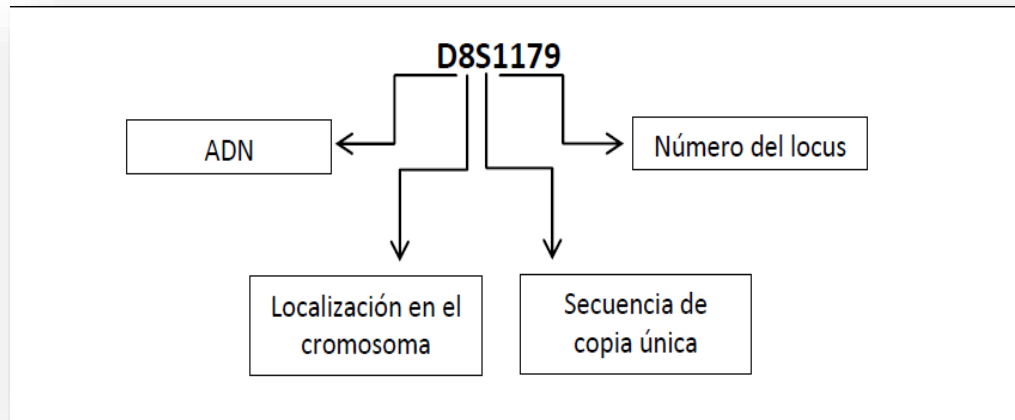 D8S1179
ADN
Número del locus
Localización en el
cromosoma
Secuencia de
copia única